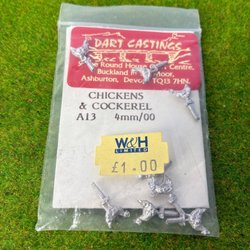 DART CASTINGS
Round House Centre,
Buckland Moor,
Ashburton, Devon TQ13 7HN.
CHICKENS
& COCKEREL
A13 4mm/00
W&H
LIMITED
£1.00